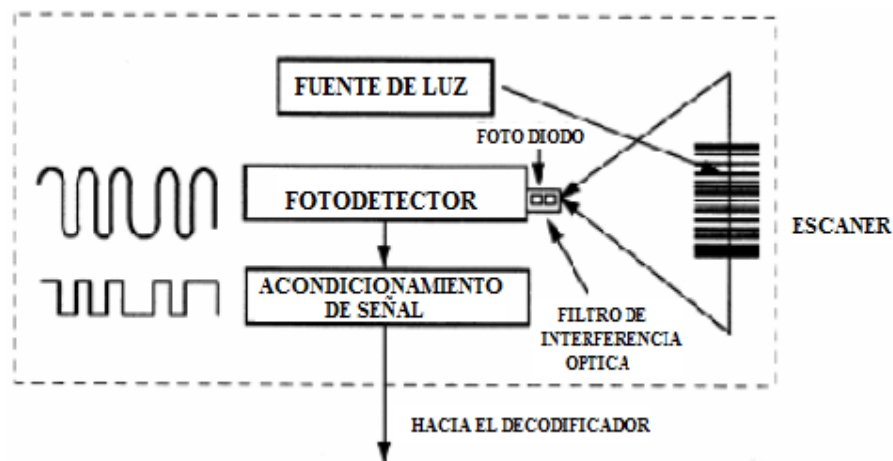 FUENTE DE LUZ
FOTO DIODO
FOTODETECTOR
ESCANER
ACONDICIONAMIENTO
DE SEÑAL
FILTRO DE
INTERFERENCIA
OPTICA
HACIA EL DECODIFICADOR